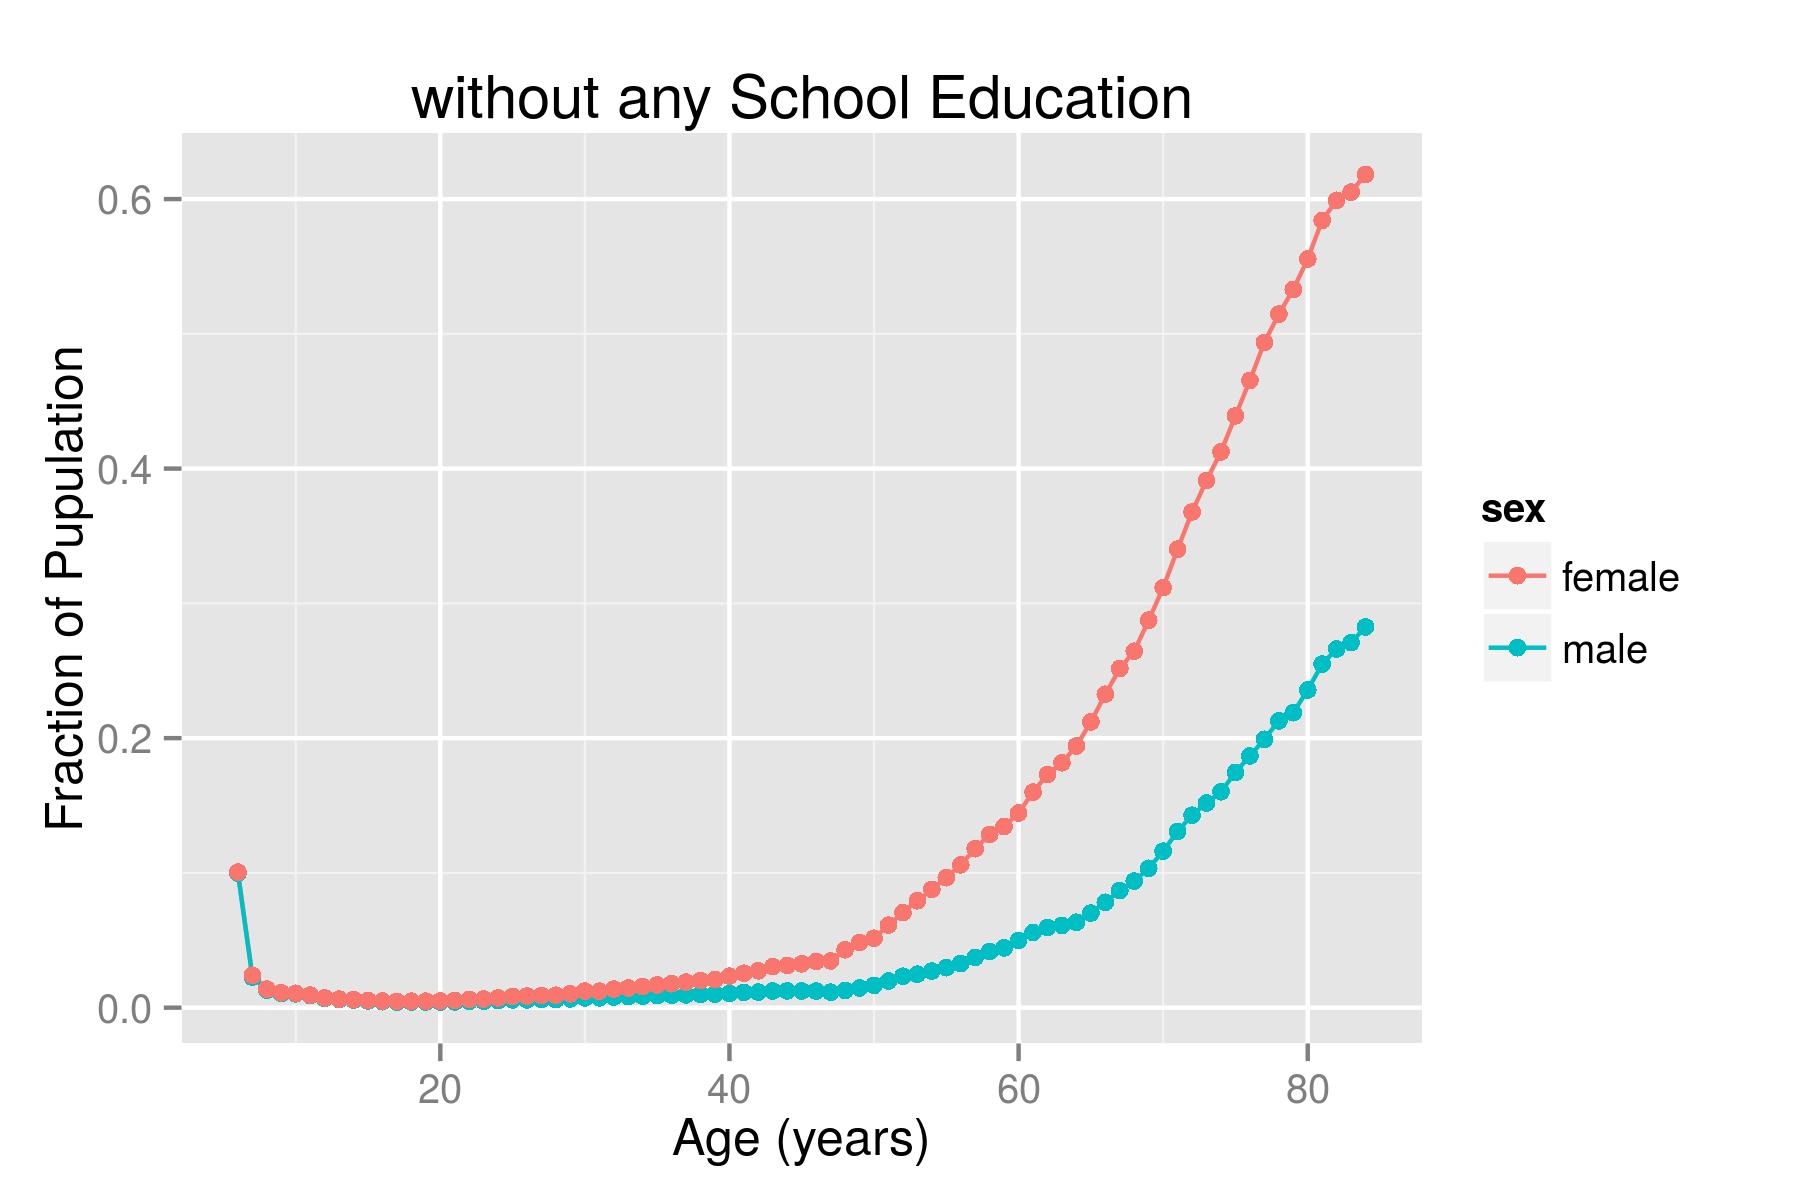 without any School Education
Fraction of Pupulation
0.6
0.4
0.2
0.0
20 40 60 80
Age (years)
sex
female
male